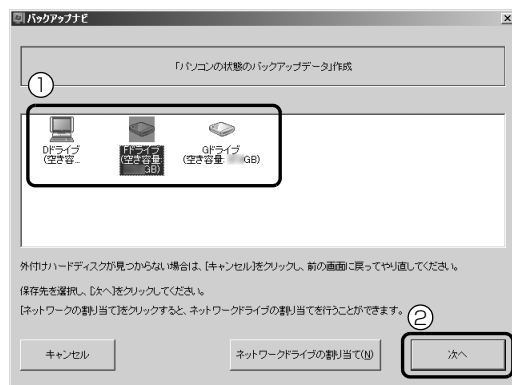 バックアップナビ
「パソコンの状態のバックアップデータ」作成
①
Dドライブ
(空き容...
Fドライブ
(空き容量
GB)
Gドライブ
(空き容量 GB)
外付けハードディスクが見つからない場合は、[キャンセル]をクリックし、前の画面に戻ってやり直してください。
保存先を選択し、[次へ]をクリックしてください。
[ネットワークの割り当て]をクリックすると、ネットワークドライブの割り当てを行うことができます。
②
キャンセル
ネットワークドライブの割り当て(N)
次へ